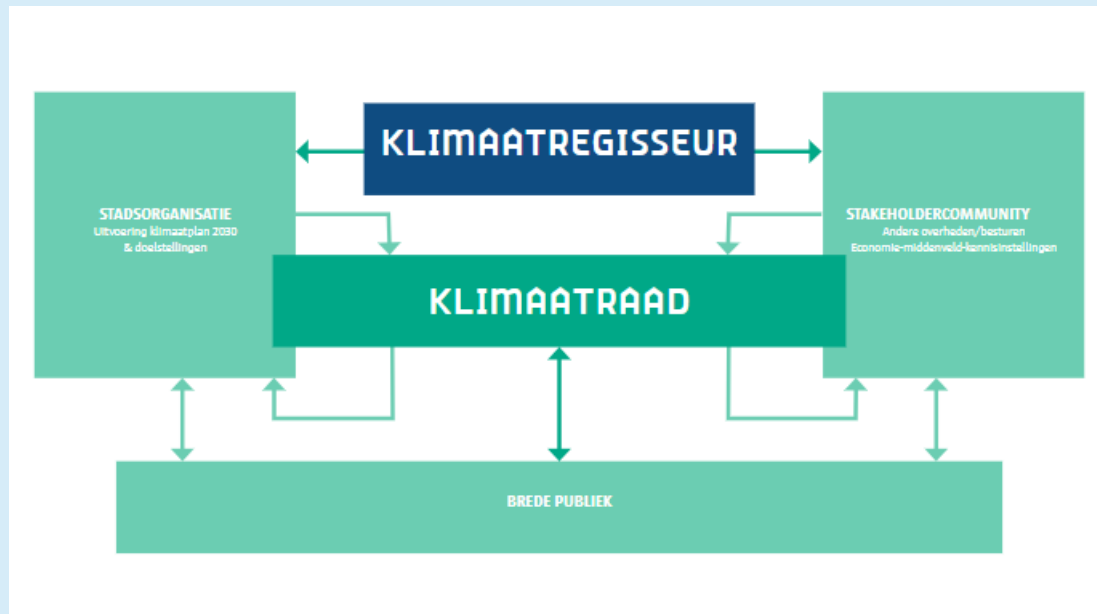 KLIMAATREGISSEUR
STADSORGANISATIE
Uitvoering klimaatplan 2030
& doelstellingen
STAKEHOLDERCOMMUNITY
Andere overheden/besturen
Economie-middenveld-kennisinstellingen
KLIMAATRAAD
BREDE PUBLIEK